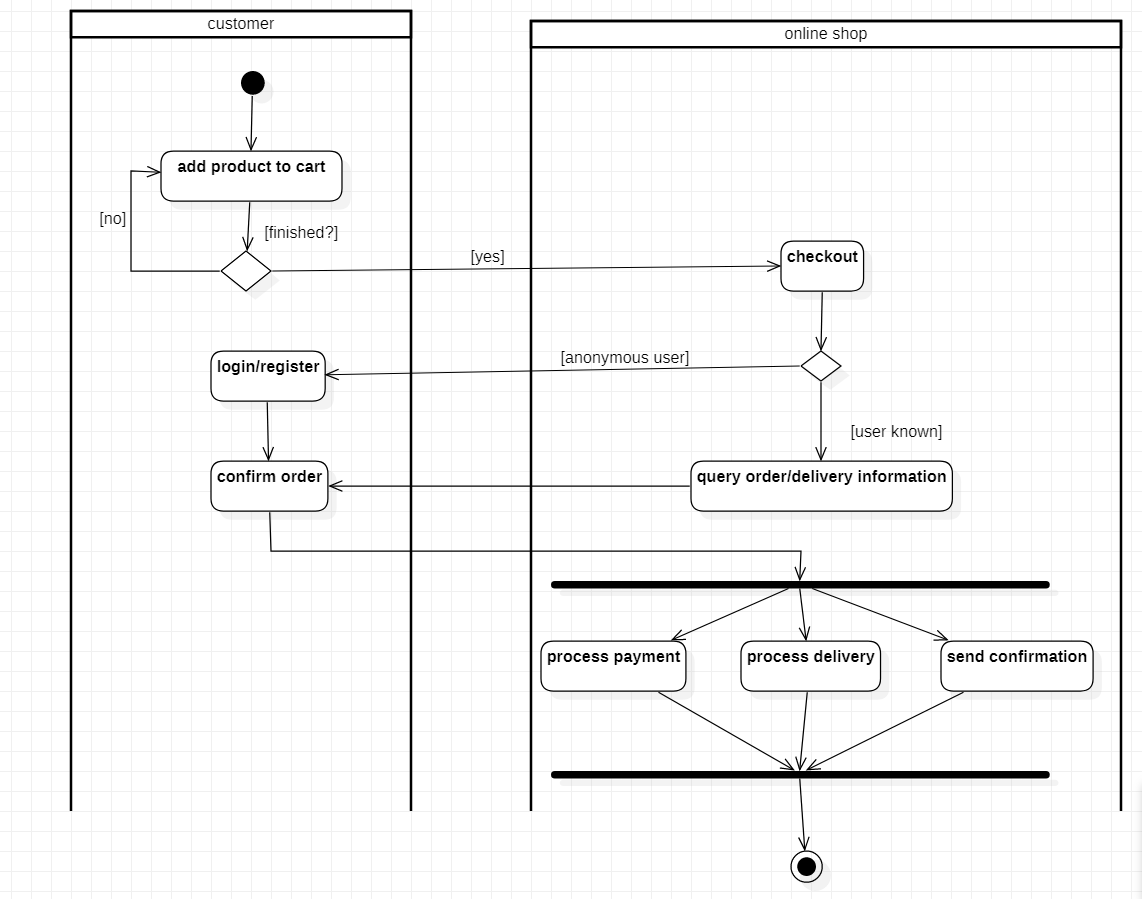 customer
online shop
add product to cart
[no]
[finished?]
[yes]
checkout
[anonymous user]
login/register
[user known]
confirm order
query order/delivery information
process payment
process delivery
send confirmation